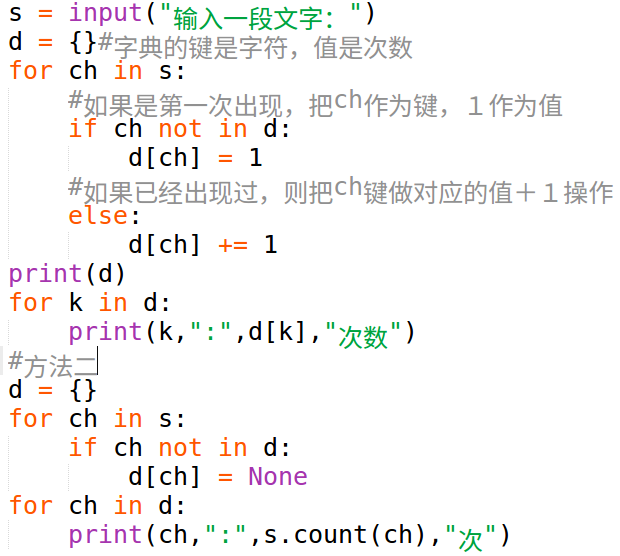 s = input("输入一段文字：")
d = {}#字典的键是字符，值是次数
for ch in s:
    #如果是第一次出现，把ch作为键，１作为值
    if ch not in d:
        d[ch] = 1
    #如果已经出现过，则把ch键做对应的值＋１操作
    else:
        d[ch] += 1
print(d)
for k in d:
    print(k,":",d[k],"次数")
#方法二
d = {}
for ch in s:
    if ch not in d:
        d[ch] = None
for ch in d:
    print(ch,":",s.count(ch),"次")